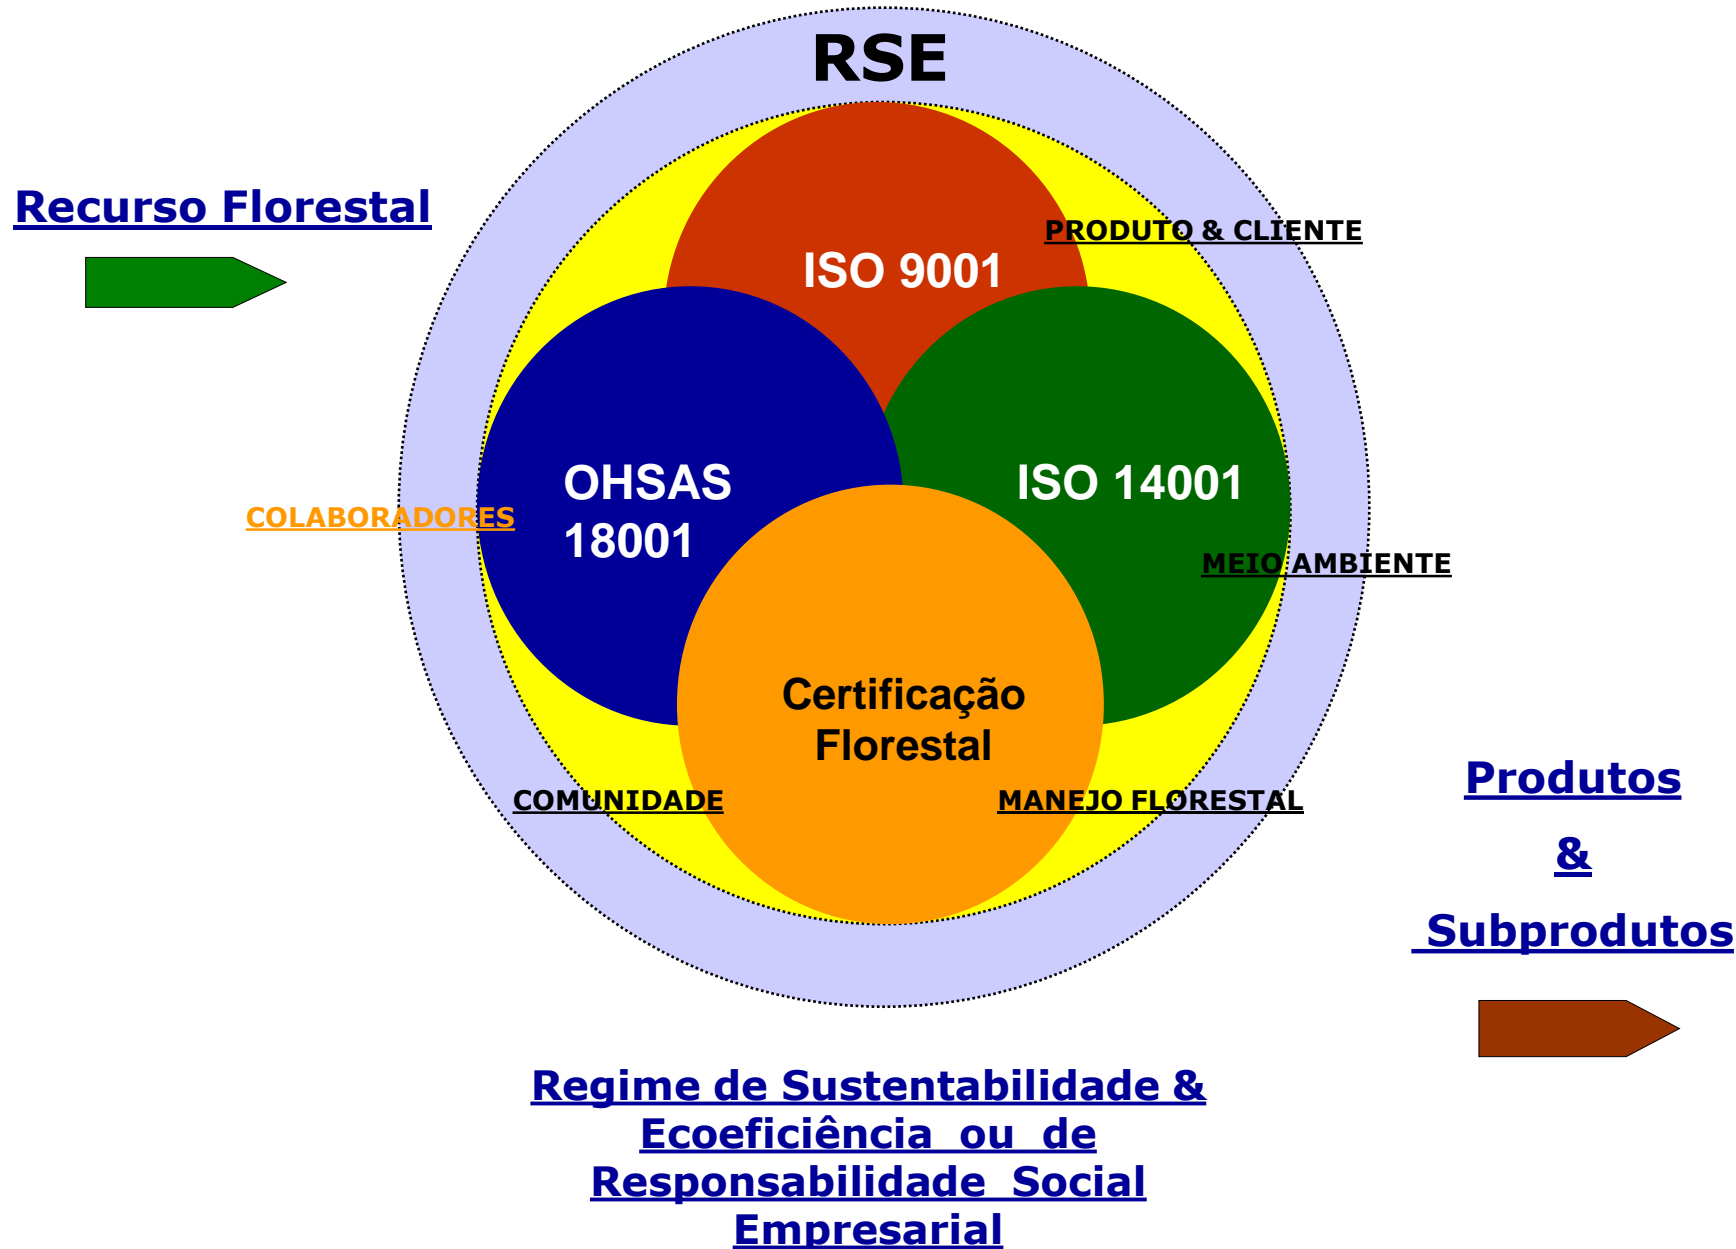 RSE
Recurso Florestal
PRODUTO & CLIENTE
ISO 9001
OHSAS
18001
ISO 14001
COLABORADORES
MEIO AMBIENTE
Certificação
Florestal
COMUNIDADE
MANEJO FLORESTAL
Produtos
&
Subprodutos
Regime de Sustentabilidade &
Ecoeficiência ou de
Responsabilidade Social
Empresarial